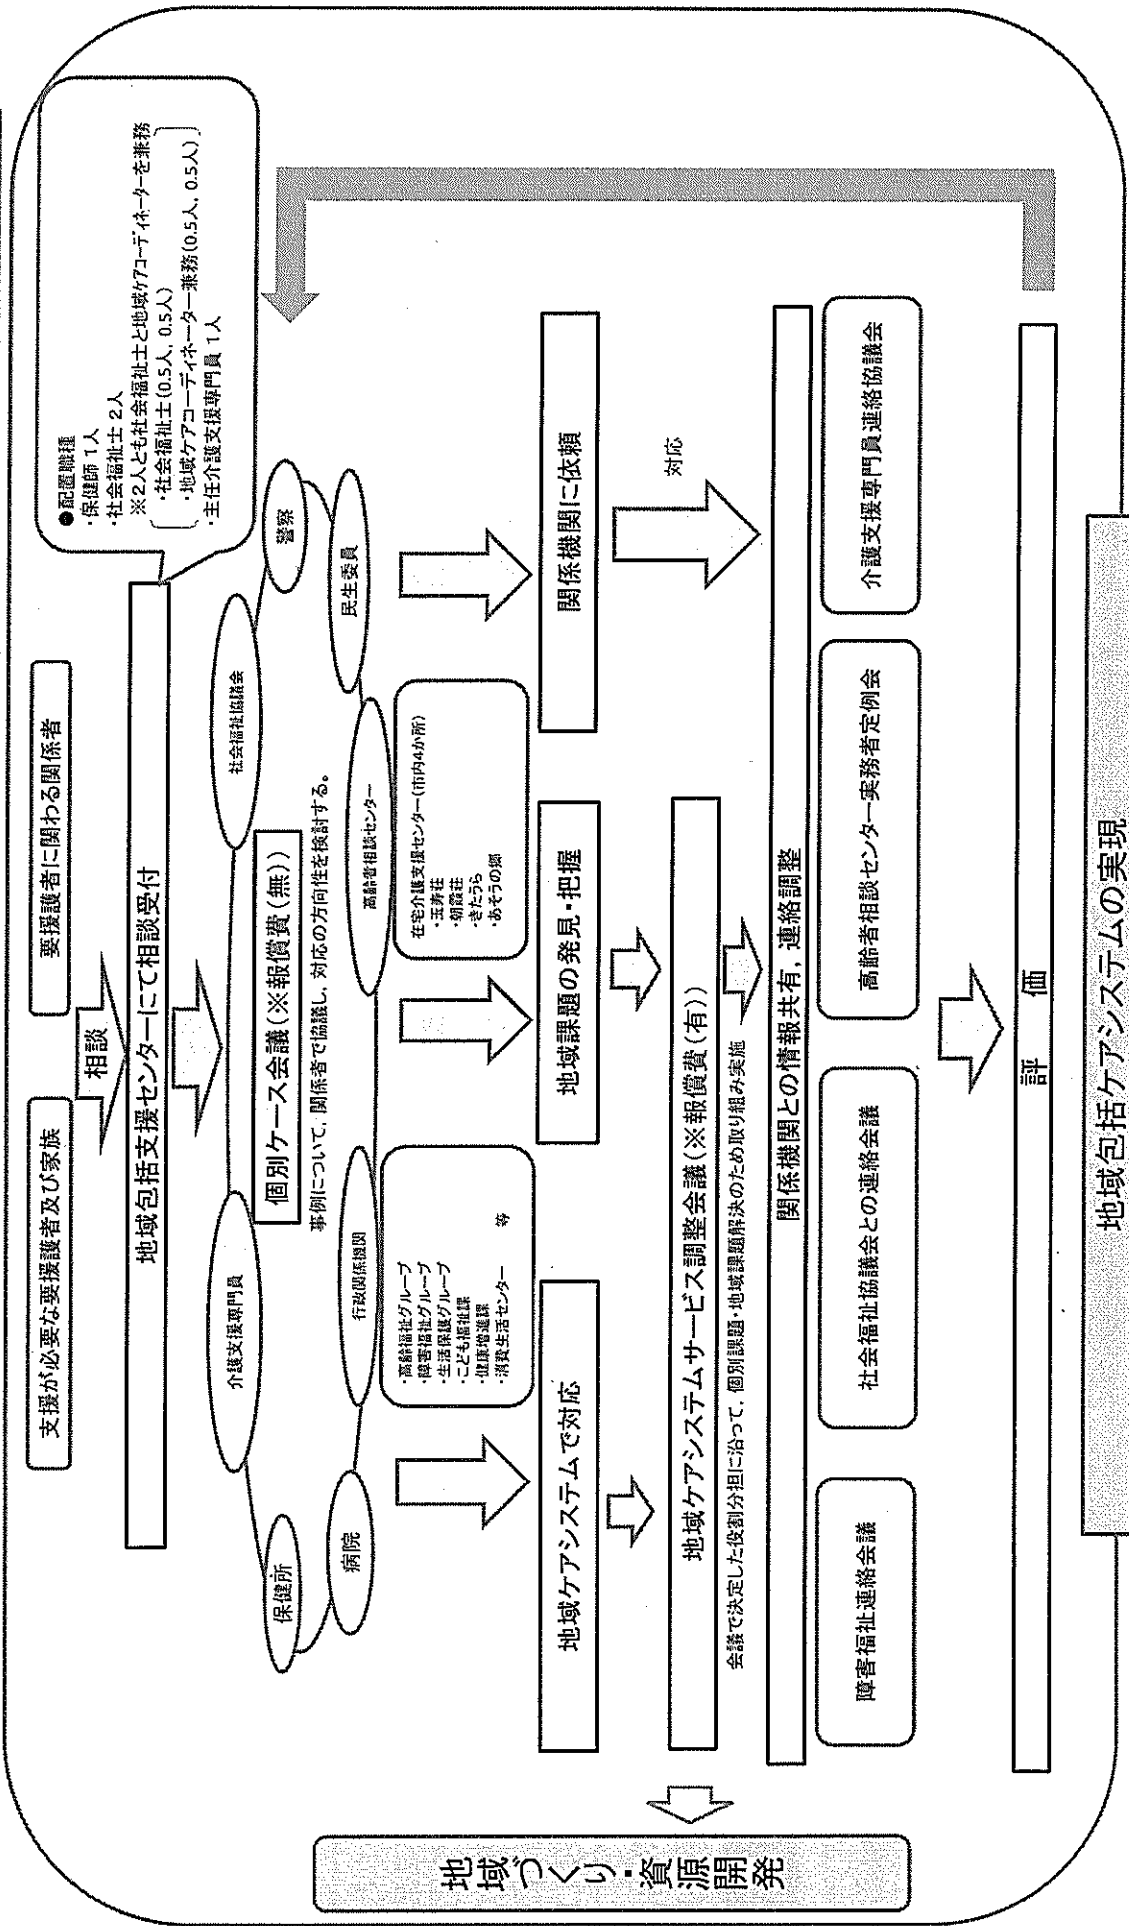 支援が必要な要援護者及び家族
要援護者に関わる関係者
相談
地域包括支援センターにて相談受付
●配置職種
・保健師 1人
・社会福祉士 2人
※2人とも社会福祉士と地域ケアコーディネーターを兼務
・社会福祉士(0.5人, 0.5人)
・地域ケアコーディネーター兼務(0.5人, 0.5人)
・主任介護支援専門員 1人
保健所
介護支援専門員
社会福祉協議会
警察
個別ケース会議(※報償費(無))
事例について, 関係者で協議し, 対応の方向性を検討する。
病院
行政関係機関
高齢者相談センター
民生委員
・高齢福祉グループ
・障害福祉グループ
・生活保護グループ
・こども福祉課
・健康増進課
・消費生活センター 等
在宅介護支援センター(市内4か所)
・玉寿荘
・朝霞荘
・きたうら
・あそうの郷
地域ケアシステムで対応
地域課題の発見・把握
関係機関に依頼
対応
地域ケアシステムサービス調整会議(※報償費(有))
会議で決定した役割分担に沿って, 個別課題・地域課題解決のため取り組み実施
関係機関との情報共有, 連絡調整
障害福祉連絡会議
社会福祉協議会との連絡会議
高齢者相談センター実務者定例会
介護支援専門員連絡協議会
評 価
地域包括ケアシステムの実現
地域づくり・資源開発